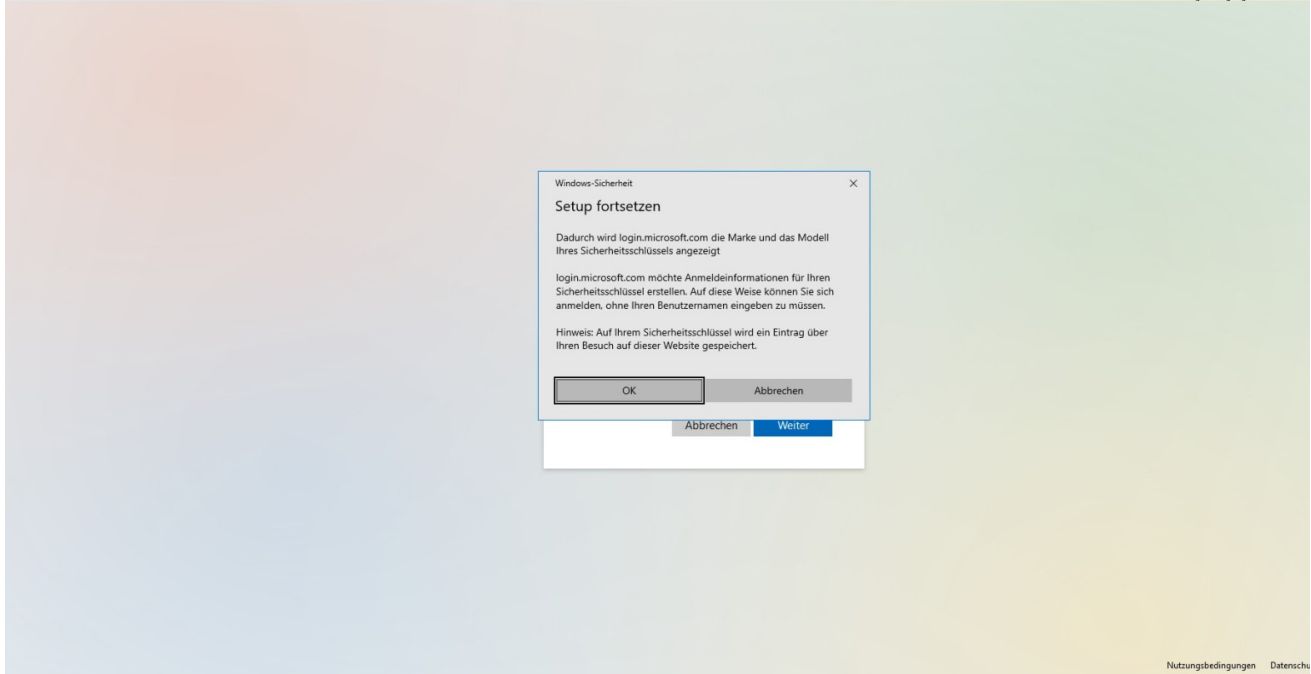 Windows-Sicherheit
Setup fortsetzen
Dadurch wird login.microsoft.com die Marke und das Modell
Ihres Sicherheitsschlüssels angezeigt
login.microsoft.com möchte Anmeldeinformationen für Ihren
Sicherheitsschlüssel erstellen. Auf diese Weise können Sie sich
anmelden, ohne Ihren Benutzernamen eingeben zu müssen.
Hinweis: Auf Ihrem Sicherheitsschlüssel wird ein Eintrag über
Ihren Besuch auf dieser Website gespeichert.
OK Abbrechen
Abbrechen Weiter
Nutzungsbedingungen Datenschu